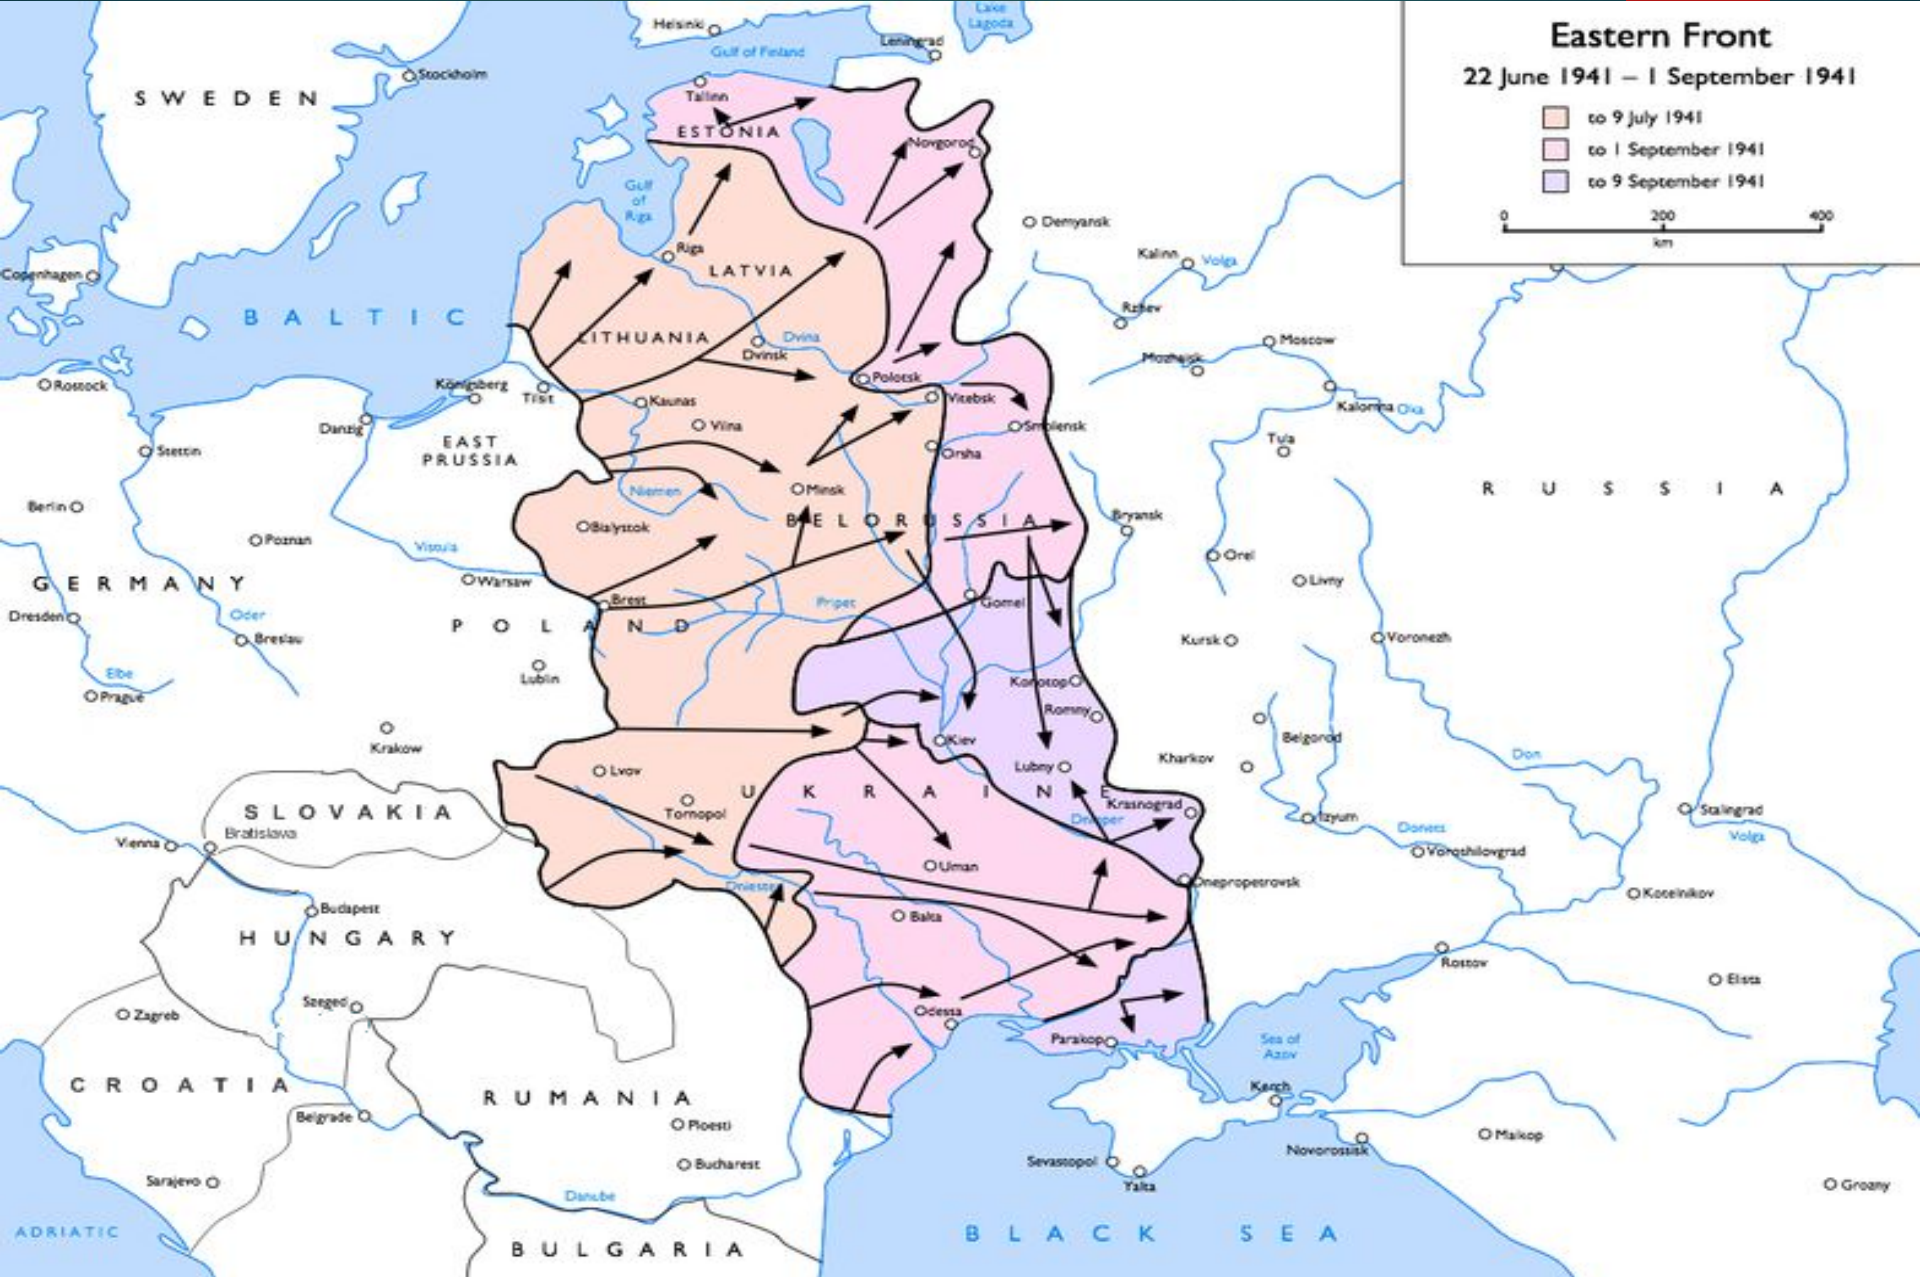 Eastern Front
22 June 1941 – 1 September 1941
to 9 July 1941
to 1 September 1941
to 9 September 1941
0 200 400
km
Lake
Lagoda
Helsinki
Gulf of Finland
Leningrad
Stockholm
SWEDEN
Tallinn
ESTONIA
Novgorod
Gulf
of
Riga
Demyansk
Riga
Kalinn
Volga
LATVIA
Copenhagen
Rzhev
BALTIC
LITHUANIA
Dvina
Dvinsk
Moscow
Mozhaisk
Rostock
Königsberg
Tilsit
Polotsk
Kaunas
Vitebsk
Kalomna
Oka
Danzig
Vilna
Smolensk
EAST
PRUSSIA
Tula
Stettin
Orsha
Niemen
Minsk
RUSSIA
Berlin
Bialystok
BELORUSSIA
Bryansk
Poznan
Vistula
Orel
GERMANY
Warsaw
Livny
Brest
Pripet
Gomel
Dresden
Oder
POLAND
Breslau
Kursk
Voronezh
Elbe
Lublin
Konotop
Prague
Romny
Krakow
Kiev
Belgorod
Don
Lvov
Lubny
Kharkov
UKRAINE
Tornopol
Krasnograd
SLOVAKIA
Bratislava
Dnieper
Izyum
Donets
Stalingrad
Volga
Vienna
Voroshilovgrad
Uman
Dniester
Dnepropetrovsk
Kotelnikov
Budapest
Balta
HUNGARY
Rostov
Elista
Szeged
Zagreb
Odessa
Parakop
Sea of
Azov
CROATIA
Kerch
RUMANIA
Belgrade
Ploesti
Maikop
Novorossisk
Bucharest
Sevastopol
Yalta
Sarajevo
Grozny
Danube
ADRIATIC
BLACK SEA
BULGARIA